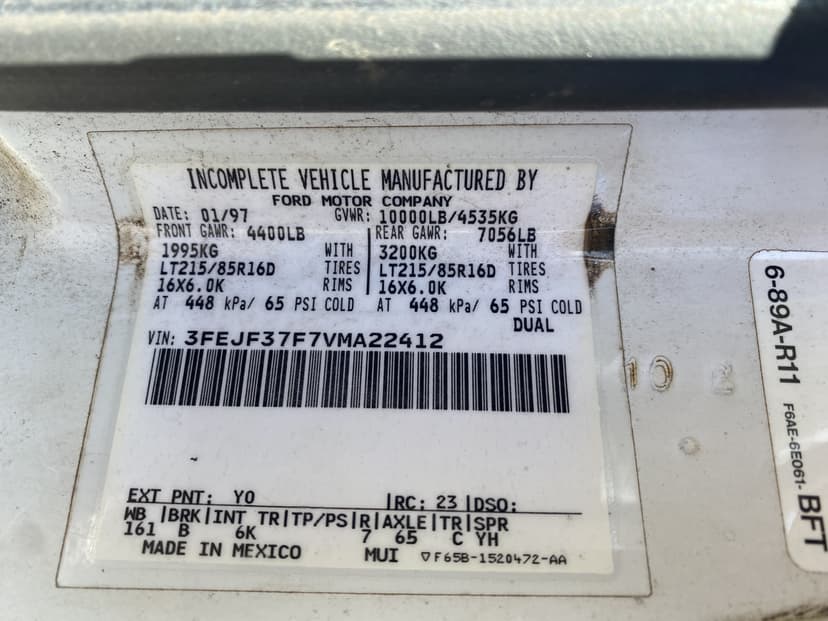 INCOMPLETE VEHICLE MANUFACTURED BY
FORD MOTOR COMPANY
DATE: 01/97 GVWR: 10000LB/4535KG
FRONT GAWR: 4400LB REAR GAWR: 7056LB
1995KG WITH 3200KG WITH
LT215/85R16D TIRES LT215/85R16D TIRES
16X6.0K RIMS 16X6.0K RIMS
AT 448 kPa/ 65 PSI COLD AT 448 kPa/ 65 PSI COLD
DUAL
VIN: 3FEJF37F7VMA22412
EXT PNT: YO |RC: 23 |DSO:
WB |BRK|INT TR|TP/PS|R|AXLE|TR|SPR
161 B 6K 7 65 C YH
MADE IN MEXICO MUI ▽F65B-1520472-AA
6-89A-R11
F6AE-6E061-BFT